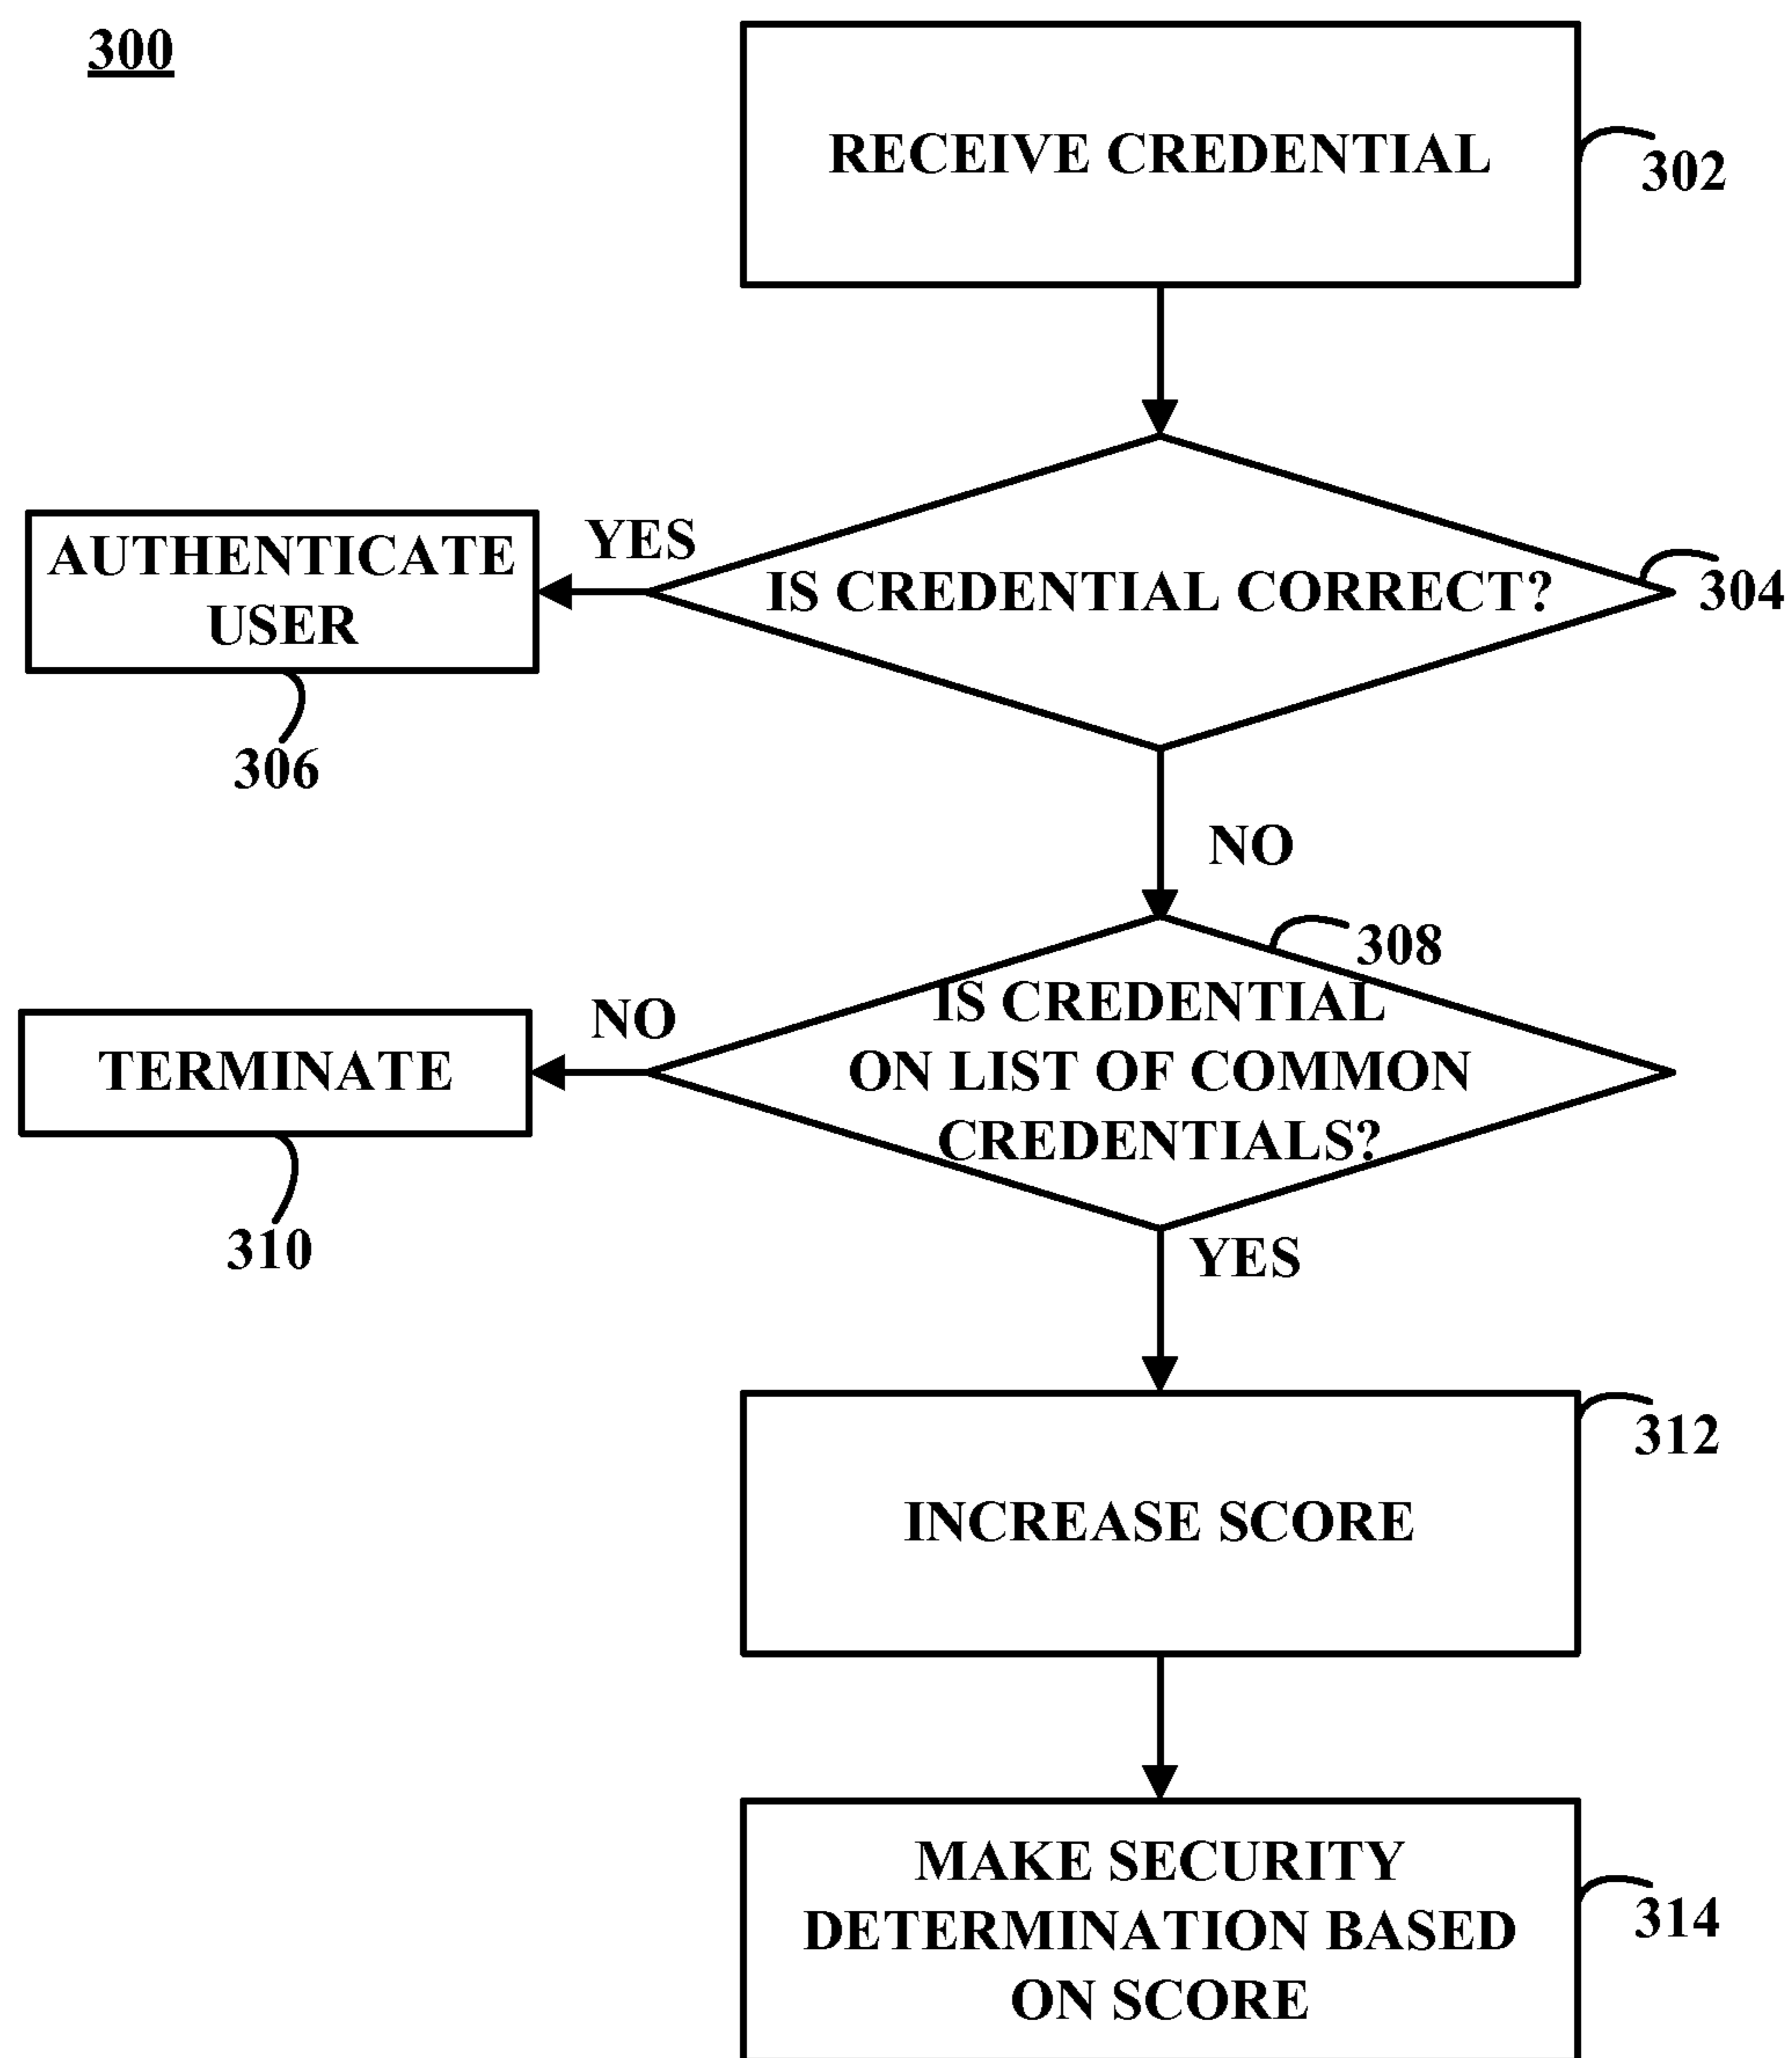 300
RECEIVE CREDENTIAL
302
IS CREDENTIAL CORRECT?
304
YES
AUTHENTICATE
USER
306
NO
308
IS CREDENTIAL
ON LIST OF COMMON
CREDENTIALS?
NO
TERMINATE
310
YES
312
INCREASE SCORE
MAKE SECURITY
DETERMINATION BASED
ON SCORE
314